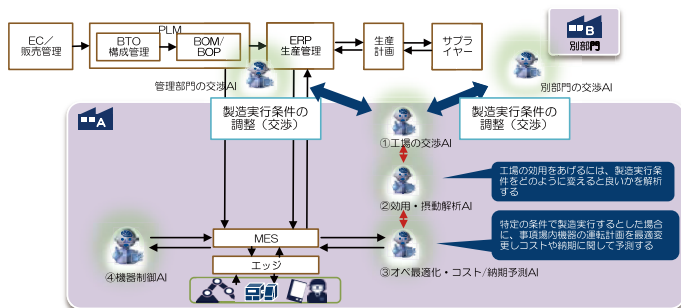 PLM
EC／
販売管理
BTO
構成管理
BOM/
BOP
ERP
生産管理
生産
計画
サプラ
イヤー
B
別部門
管理部門の交渉AI
別部門の交渉AI
A
製造実行条件の
調整（交渉）
製造実行条件の
調整（交渉）
①工場の交渉AI
工場の効用をあげるには、製造実行条
件をどのように変えると良いかを解析
する
②効用・摂動解析AI
特定の条件で製造実行するとした場合
に、事項場内機器の運転計画を最適変
更しコストや納期に関して予測する
MES
エッジ
④機器制御AI
③オペ最適化・コスト/納期予測AI